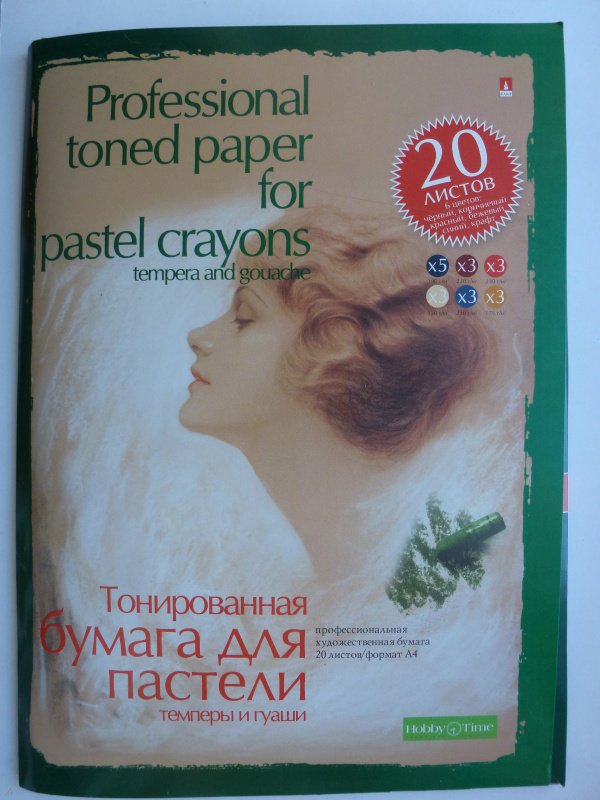 Professional
toned paper
for
pastel crayons
tempera and gouache
20
ЛИСТОВ
6 цветов:
чёрный, коричневый
красный, бежевый
синий, крафт
x5 x3 x3
x3 x3 x3
Тонированная
бумага для
пастели
темперы и гуаши
профессиональная
художественная бумага
20 листов/формат А4
Hobby Time